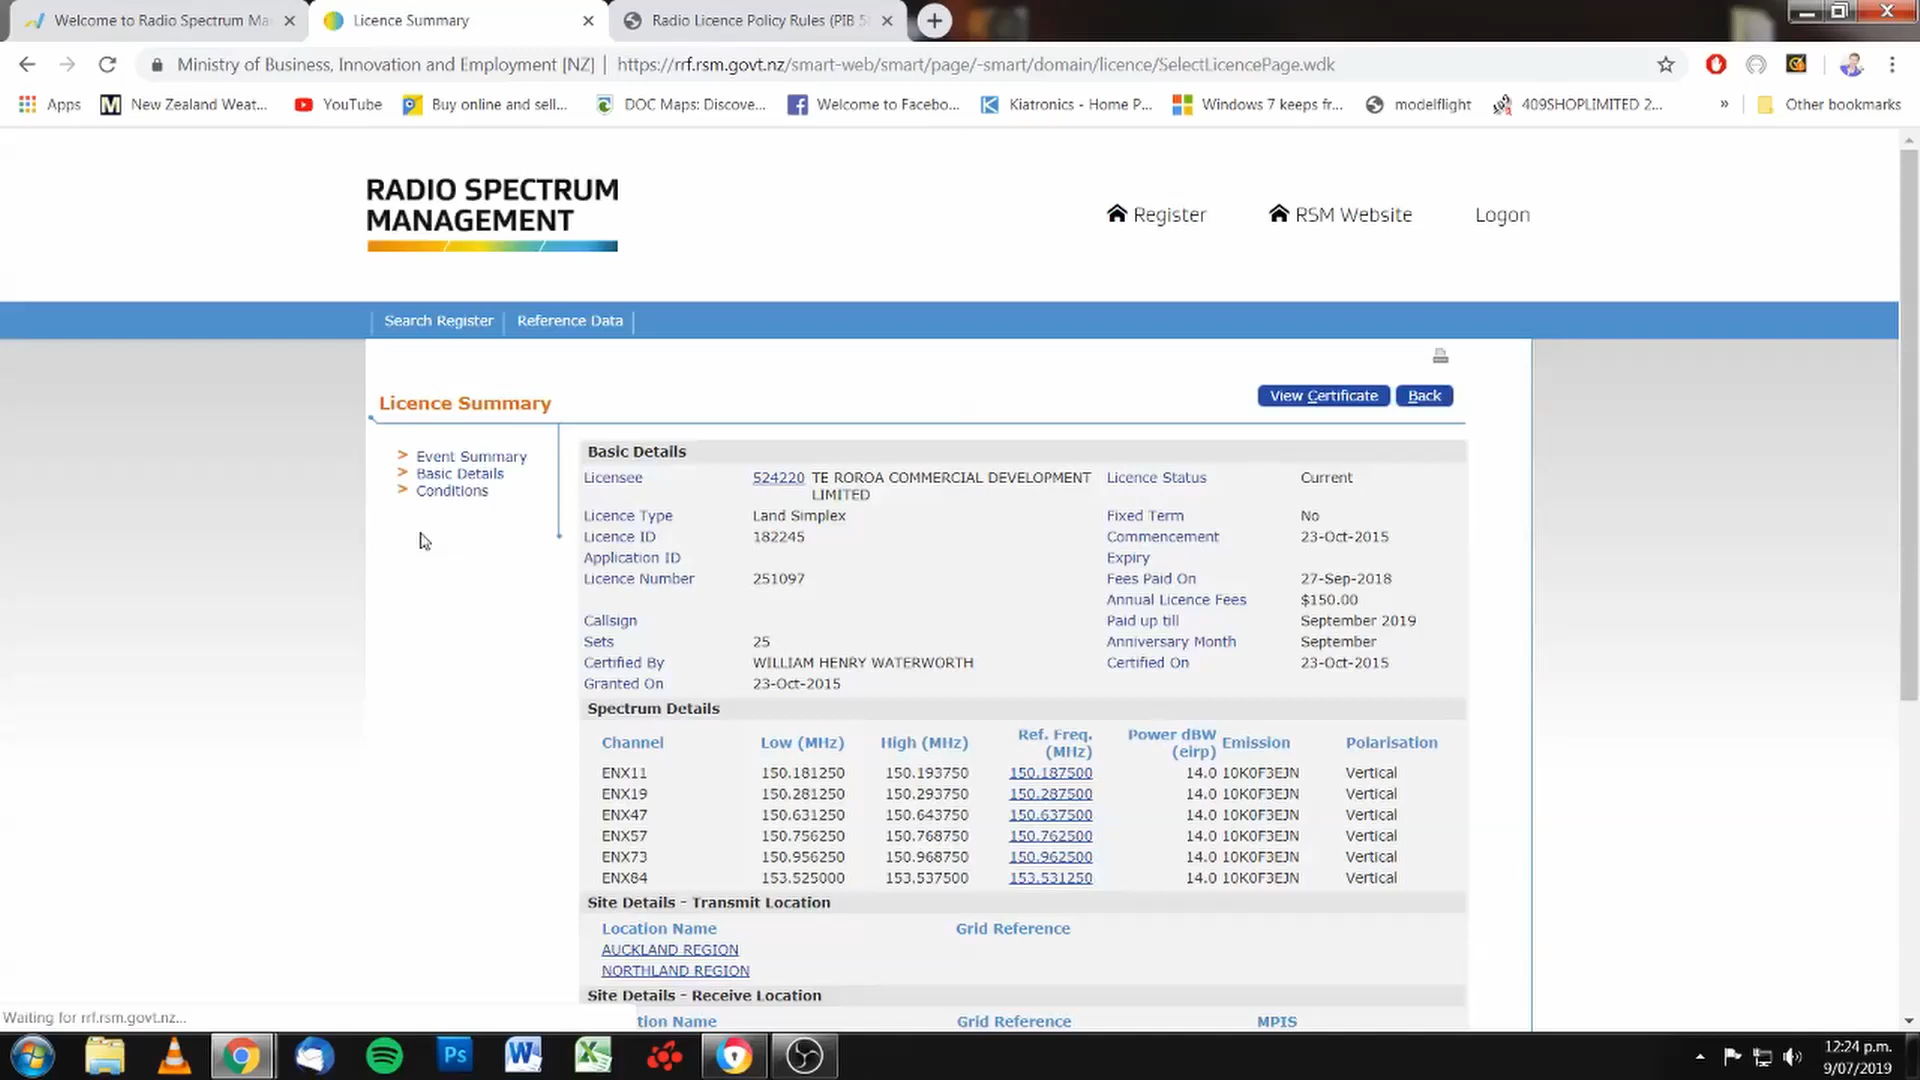 Welcome to Radio Spectrum Ma
Licence Summary
Radio Licence Policy Rules (PIB 5
Ministry of Business, Innovation and Employment [NZ] | https://rrf.rsm.govt.nz/smart-web/smart/page/-smart/domain/licence/SelectLicencePage.wdk
Apps
New Zealand Weat...
YouTube
Buy online and sell...
DOC Maps: Discove...
Welcome to Facebo...
Kiatronics - Home P...
Windows 7 keeps fr...
modelflight
409SHOPLIMITED 2...
»
Other bookmarks
RADIO SPECTRUM
MANAGEMENT
Register
RSM Website
Logon
Search Register
Reference Data
Licence Summary
View Certificate
Back
> Event Summary
> Basic Details
> Conditions
Basic Details
Licensee 524220 TE ROROA COMMERCIAL DEVELOPMENT Licence Status Current
LIMITED
Licence Type Land Simplex Fixed Term No
Licence ID 182245 Commencement 23-Oct-2015
Application ID Expiry
Licence Number 251097 Fees Paid On 27-Sep-2018
Annual Licence Fees $150.00
Callsign Paid up till September 2019
Sets 25 Anniversary Month September
Certified By WILLIAM HENRY WATERWORTH Certified On 23-Oct-2015
Granted On 23-Oct-2015
Spectrum Details
Channel Low (MHz) High (MHz) Ref. Freq. (MHz) Power dBW (eirp) Emission Polarisation
ENX11 150.181250 150.193750 150.187500 14.0 10K0F3EJN Vertical
ENX19 150.281250 150.293750 150.287500 14.0 10K0F3EJN Vertical
ENX47 150.631250 150.643750 150.637500 14.0 10K0F3EJN Vertical
ENX57 150.756250 150.768750 150.762500 14.0 10K0F3EJN Vertical
ENX73 150.956250 150.968750 150.962500 14.0 10K0F3EJN Vertical
ENX84 153.525000 153.537500 153.531250 14.0 10K0F3EJN Vertical
Site Details - Transmit Location
Location Name Grid Reference
AUCKLAND REGION
NORTHLAND REGION
Site Details - Receive Location
tion Name Grid Reference MPIS
Waiting for rrf.rsm.govt.nz...
Ps
W
12:24 p.m.
9/07/2019